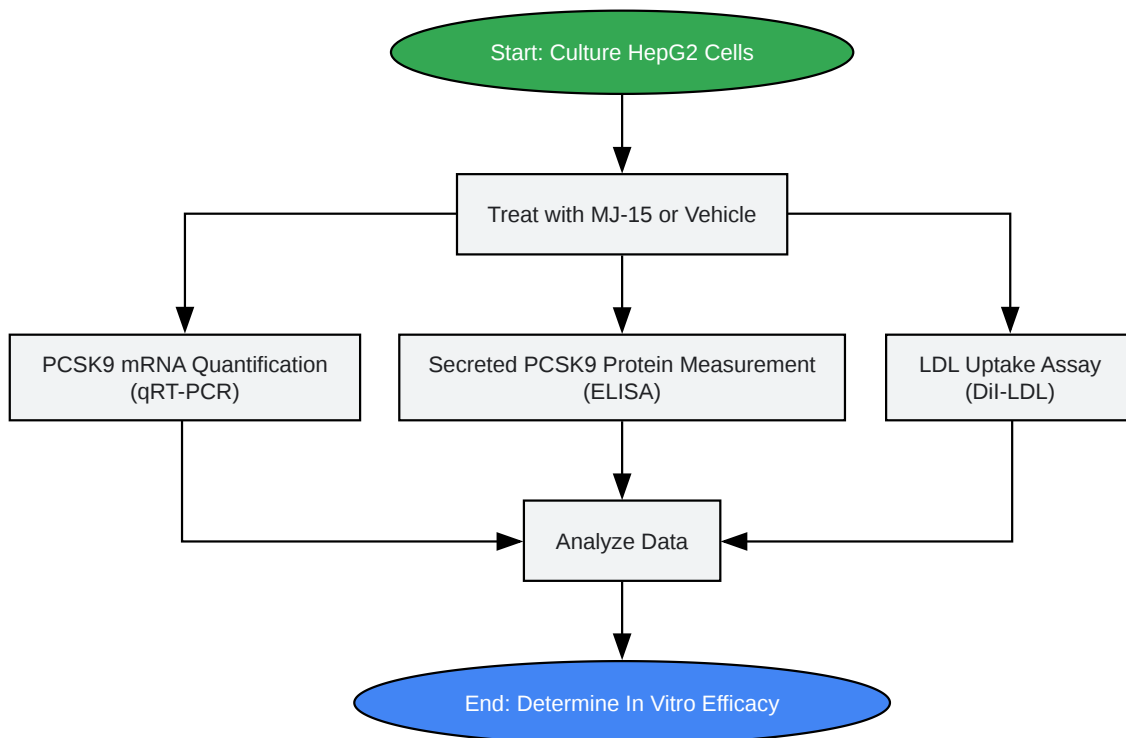 Start: Culture HepG2 Cells
Treat with MJ-15 or Vehicle
PCSK9 mRNA Quantification
(qRT-PCR)
Secreted PCSK9 Protein Measurement
(ELISA)
LDL Uptake Assay
(DiI-LDL)
Analyze Data
End: Determine In Vitro Efficacy